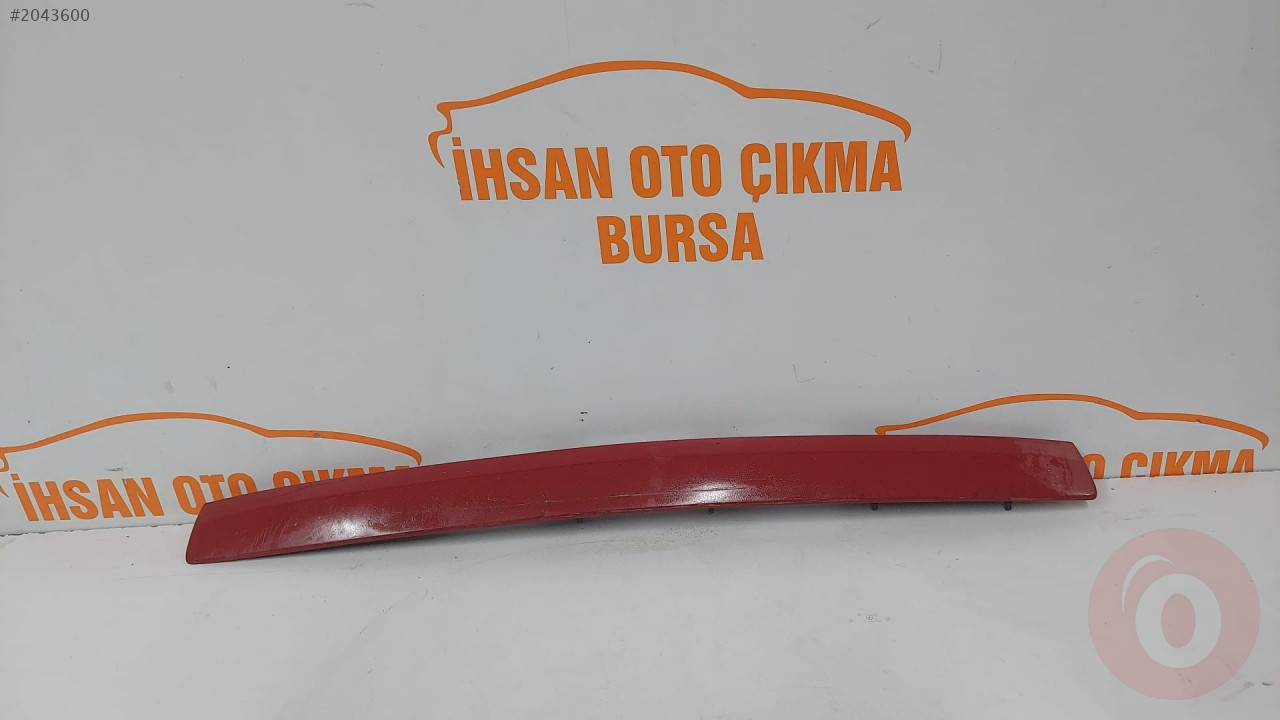 #2043600
İHSAN OTO ÇIKMA
BURSA
İHSAN OTO ÇIKMA
O ÇIKMA